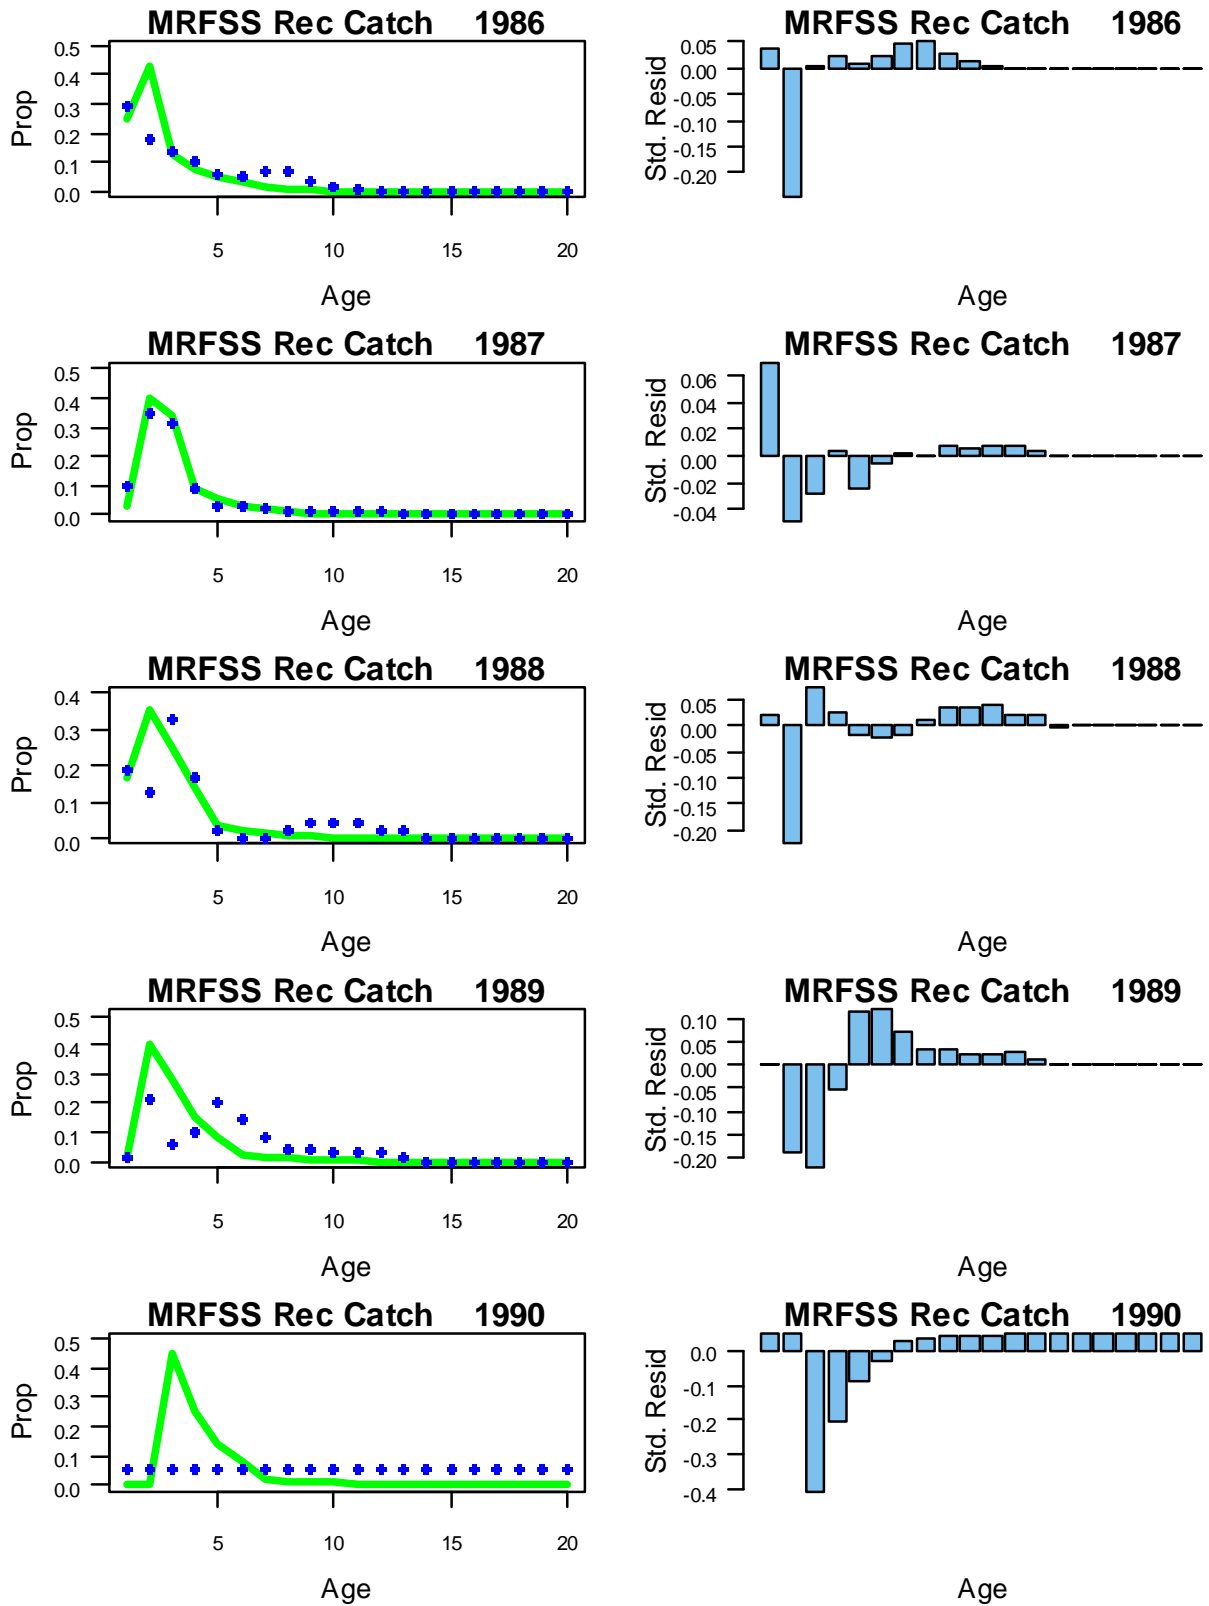 MRFSS Rec Catch 1986
Prop
0.5
0.4
0.3
0.2
0.1
0.0
5 10 15 20
Age
MRFSS Rec Catch 1986
Std. Resid
0.05
0.00
-0.05
-0.10
-0.15
-0.20
Age
MRFSS Rec Catch 1987
Prop
0.5
0.4
0.3
0.2
0.1
0.0
5 10 15 20
Age
MRFSS Rec Catch 1987
Std. Resid
0.06
0.04
0.02
0.00
-0.02
-0.04
Age
MRFSS Rec Catch 1988
Prop
0.4
0.3
0.2
0.1
0.0
5 10 15 20
Age
MRFSS Rec Catch 1988
Std. Resid
0.05
0.00
-0.05
-0.10
-0.15
-0.20
Age
MRFSS Rec Catch 1989
Prop
0.5
0.4
0.3
0.2
0.1
0.0
5 10 15 20
Age
MRFSS Rec Catch 1989
Std. Resid
0.10
0.05
0.00
-0.05
-0.10
-0.15
-0.20
Age
MRFSS Rec Catch 1990
Prop
0.5
0.4
0.3
0.2
0.1
0.0
5 10 15 20
Age
MRFSS Rec Catch 1990
Std. Resid
0.0
-0.1
-0.2
-0.3
-0.4
Age